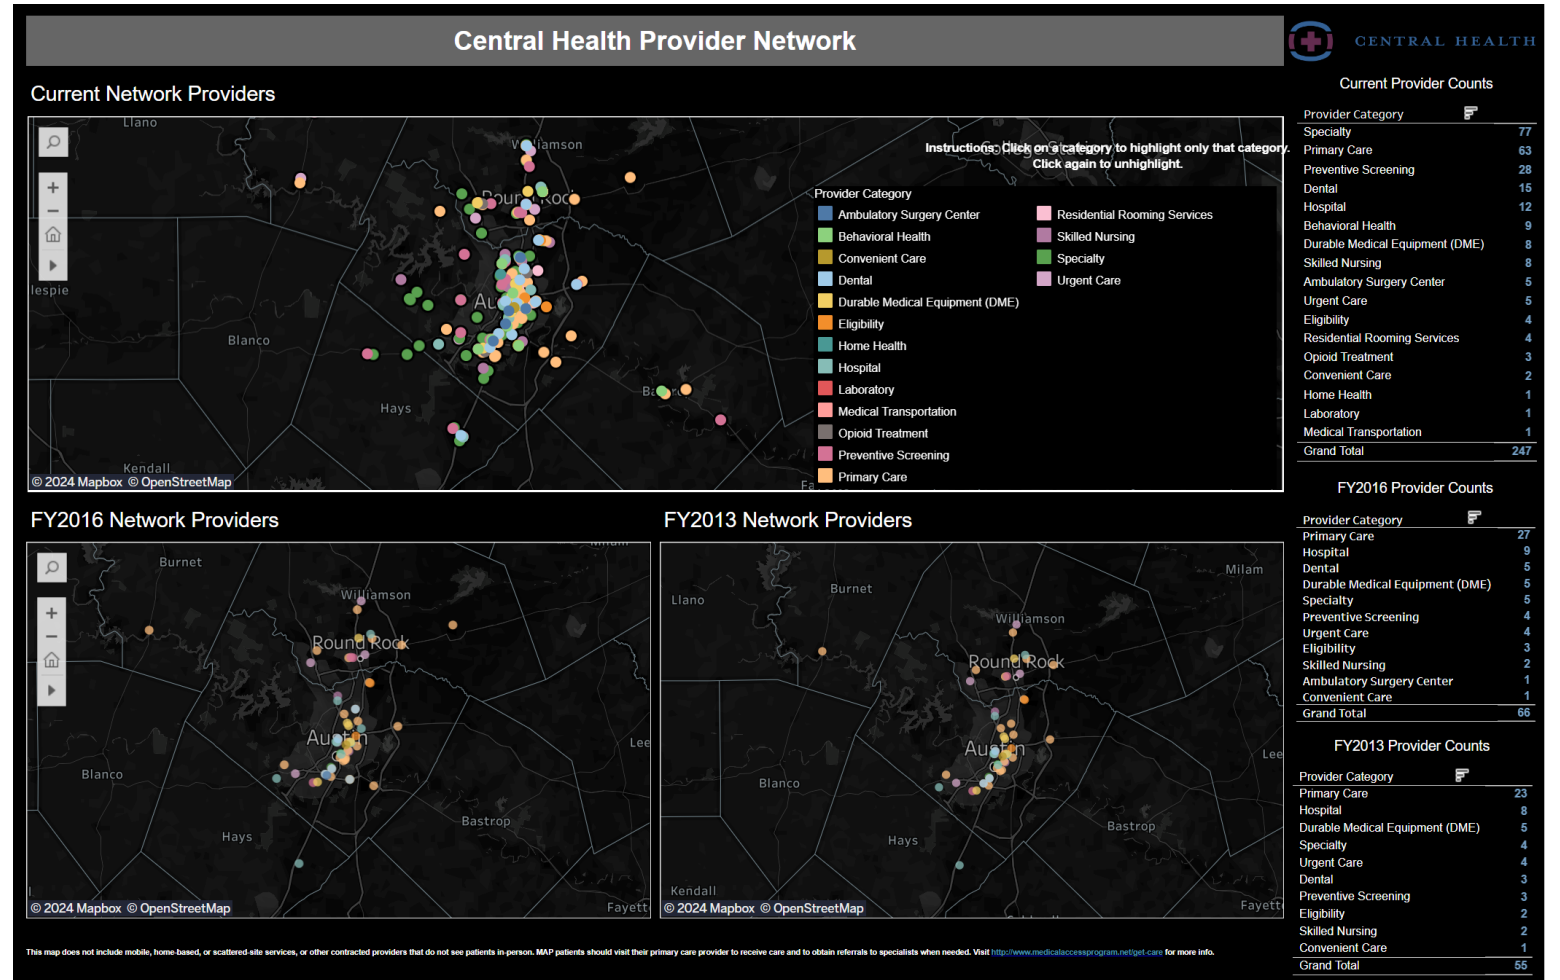 Central Health Provider Network
CENTRAL HEALTH
Current Network Providers
Llano
Williamson
Round Rock
Instructions: Click on a category to highlight only that category.
Click again to unhighlight.
Provider Category
Ambulatory Surgery Center
Behavioral Health
Convenient Care
Dental
Durable Medical Equipment (DME)
Eligibility
Home Health
Hospital
Laboratory
Medical Transportation
Opioid Treatment
Preventive Screening
Primary Care
Residential Rooming Services
Skilled Nursing
Specialty
Urgent Care
lespie
Blanco
Hays
Kendall
© 2024 Mapbox © OpenStreetMap
Current Provider Counts
Provider Category
Specialty 77
Primary Care 63
Preventive Screening 28
Dental 15
Hospital 12
Behavioral Health 9
Durable Medical Equipment (DME) 8
Skilled Nursing 8
Ambulatory Surgery Center 5
Urgent Care 5
Eligibility 4
Residential Rooming Services 4
Opioid Treatment 3
Convenient Care 2
Home Health 1
Laboratory 1
Medical Transportation 1
Grand Total 247
FY2016 Network Providers
Burnet
Williamson
Round Rock
Austin
Lee
Blanco
Bastrop
Hays
Fayett
© 2024 Mapbox © OpenStreetMap
FY2013 Network Providers
Milam
Burnet
Llano
Williamson
Round Rock
Austin
Lee
Blanco
Bastrop
Hays
Kendall
Fayett
© 2024 Mapbox © OpenStreetMap
FY2016 Provider Counts
Provider Category
Primary Care 27
Hospital 9
Dental 5
Durable Medical Equipment (DME) 5
Specialty 5
Preventive Screening 4
Urgent Care 4
Eligibility 3
Skilled Nursing 2
Ambulatory Surgery Center 1
Convenient Care 1
Grand Total 66
FY2013 Provider Counts
Provider Category
Primary Care 23
Hospital 8
Durable Medical Equipment (DME) 5
Specialty 4
Urgent Care 4
Dental 3
Preventive Screening 3
Eligibility 2
Skilled Nursing 2
Convenient Care 1
Grand Total 55
This map does not include mobile, home-based, or scattered-site services, or other contracted providers that do not see patients in-person. MAP patients should visit their primary care provider to receive care and to obtain referrals to specialists when needed. Visit http://www.medicalaccessprogram.net/get-care for more info.